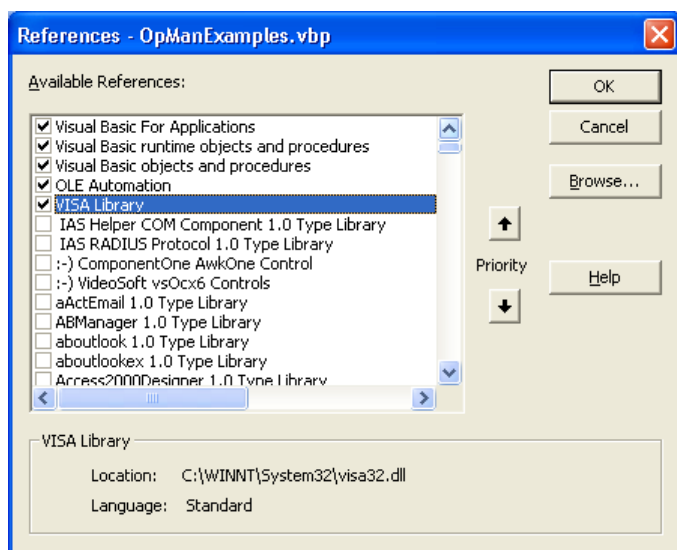 References - OpManExamples.vbp
Available References:
OK
Cancel
Browse...
Priority
Help
Visual Basic For Applications
Visual Basic runtime objects and procedures
Visual Basic objects and procedures
OLE Automation
VISA Library
IAS Helper COM Component 1.0 Type Library
IAS RADIUS Protocol 1.0 Type Library
:-) ComponentOne AwkOne Control
:-) VideoSoft vsOcx6 Controls
aActEmail 1.0 Type Library
ABManager 1.0 Type Library
aboutlook 1.0 Type Library
aboutlookex 1.0 Type Library
Access2000Designer 1.0 Type Library
VISA Library
Location: C:\WINNT\System32\visa32.dll
Language: Standard